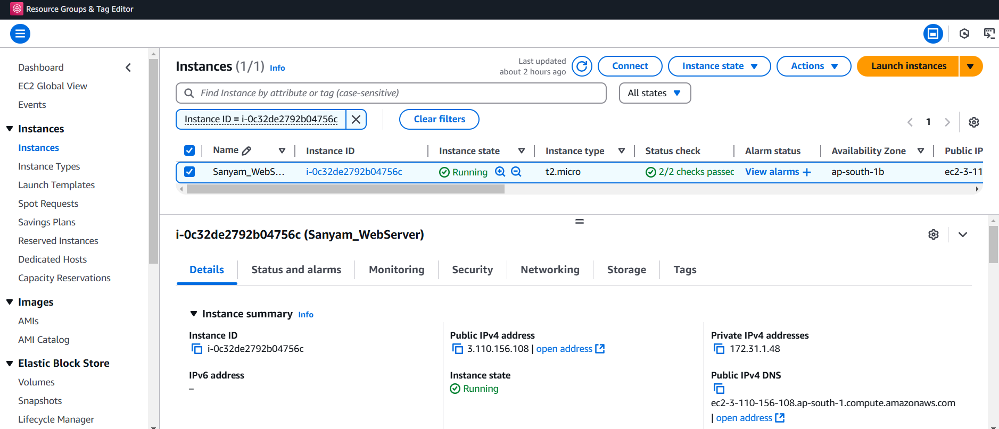 Resource Groups & Tag Editor
Dashboard
EC2 Global View
Events
Instances
Instances
Instance Types
Launch Templates
Spot Requests
Savings Plans
Reserved Instances
Dedicated Hosts
Capacity Reservations
Images
AMIs
AMI Catalog
Elastic Block Store
Volumes
Snapshots
Lifecycle Manager
Instances (1/1) Info
Last updated
about 2 hours ago
Connect
Instance state
Actions
Launch instances
Find Instance by attribute or tag (case-sensitive)
All states
Instance ID = i-0c32de2792b04756c
Clear filters
1
Name Instance ID Instance state Instance type Status check Alarm status Availability Zone Public IP
Sanyam_WebS... i-0c32de2792b04756c Running t2.micro 2/2 checks passec View alarms + ap-south-1b ec2-3-11
i-0c32de2792b04756c (Sanyam_WebServer)
Details Status and alarms Monitoring Security Networking Storage Tags
Instance summary Info
Instance ID
i-0c32de2792b04756c
IPv6 address
–
Public IPv4 address
3.110.156.108 | open address
Instance state
Running
Private IPv4 addresses
172.31.1.48
Public IPv4 DNS
ec2-3-110-156-108.ap-south-1.compute.amazonaws.com
| open address